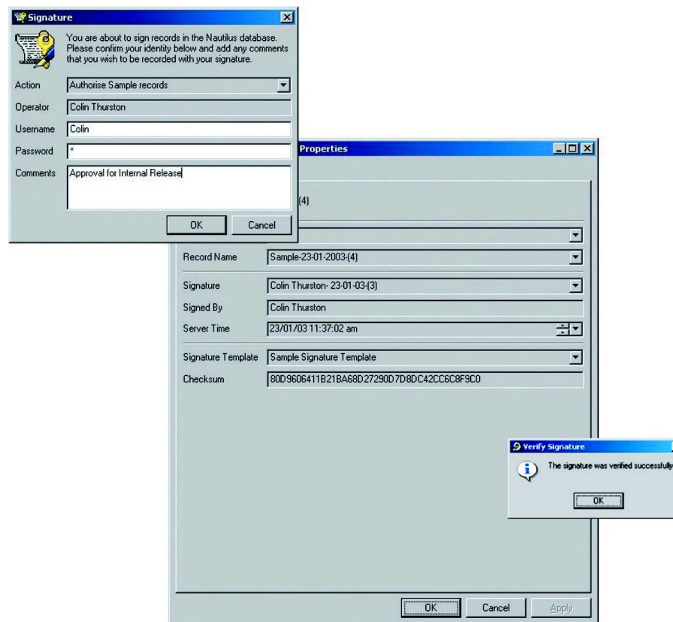 Signature
You are about to sign records in the Nautilus database.
Please confirm your identity below and add any comments
that you wish to be recorded with your signature.
Action Authorise Sample records
Operator Colin Thurston
Username Colin
Password *
Comments Approval for Internal Release
OK Cancel
Properties
(4)
Record Name Sample-23-01-2003-(4)
Signature Colin Thurston- 23-01-03-(3)
Signed By Colin Thurston
Server Time 23/01/03 11:37:02 am
Signature Template Sample Signature Template
Checksum 80D9606411B21BA68D27290D7D8DC42CC6C8F9C0
Verify Signature
The signature was verified successfully
OK
OK Cancel Apply